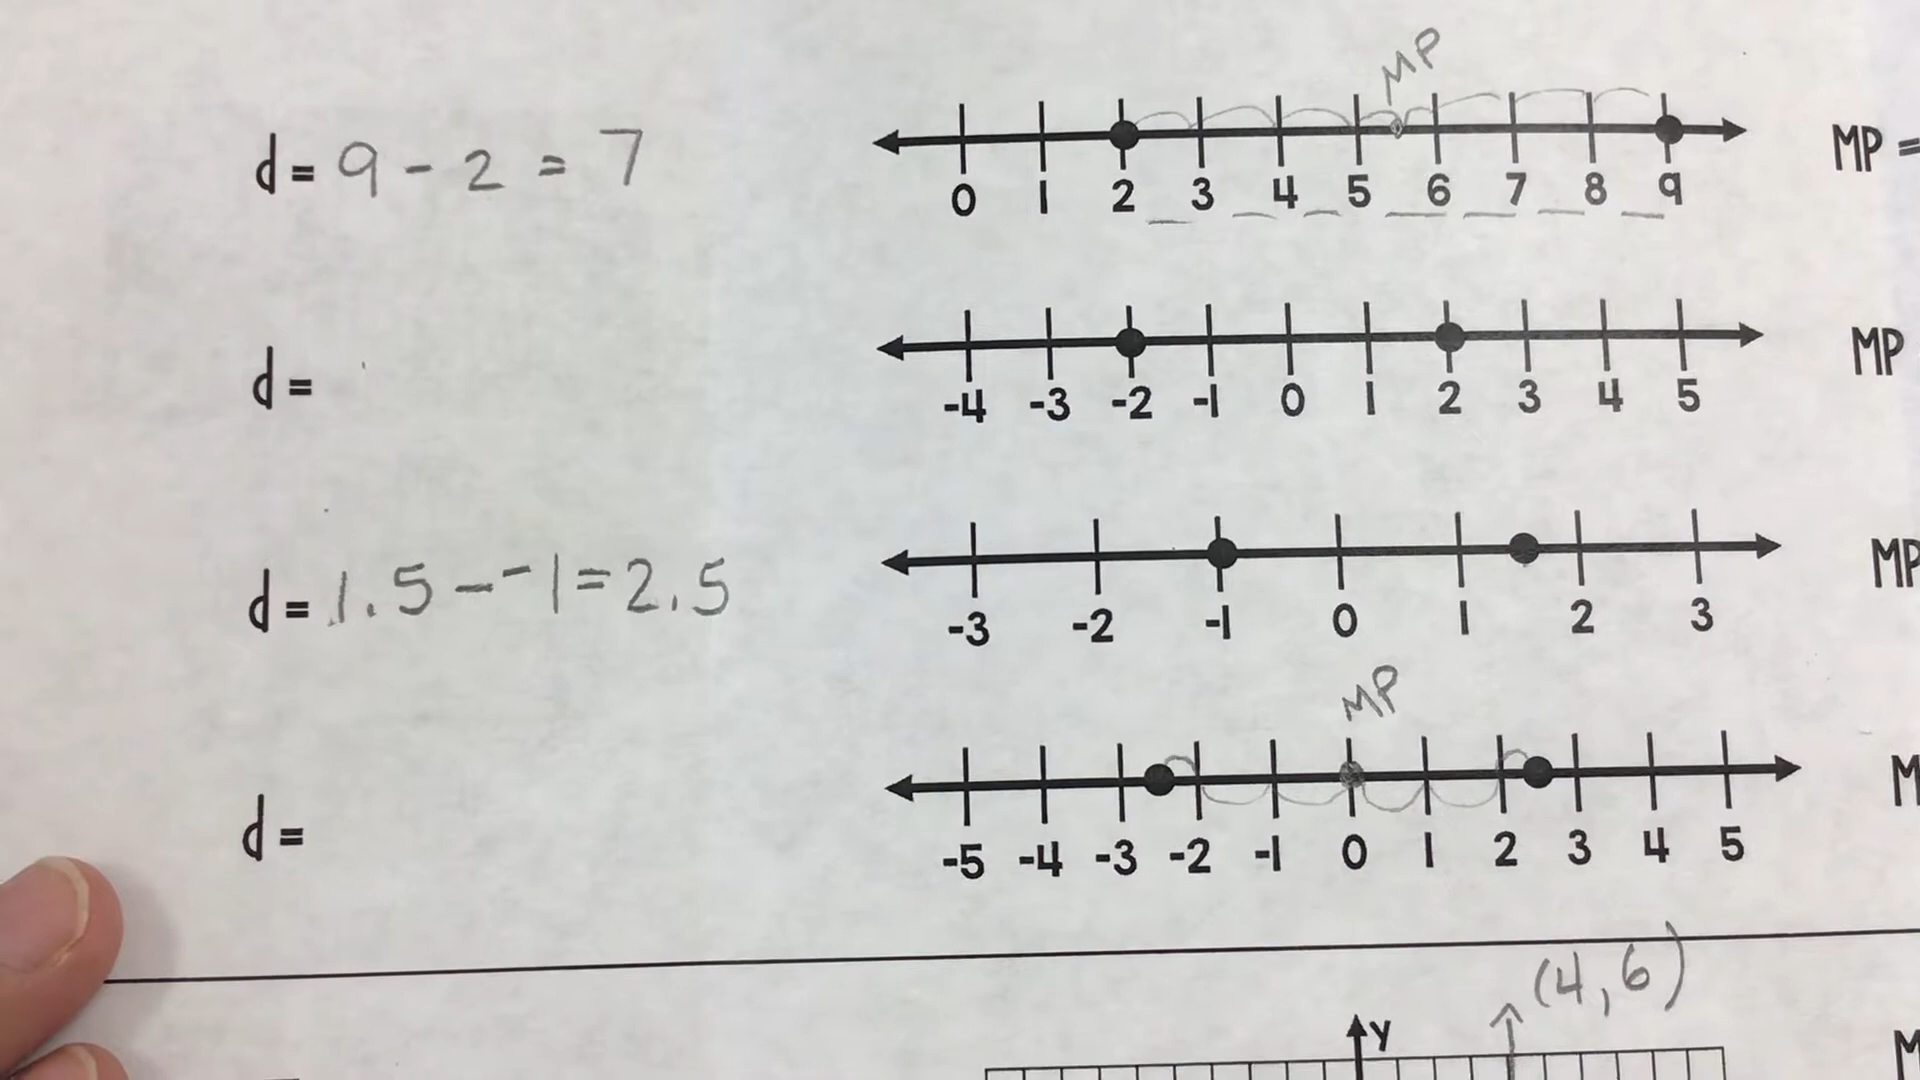 MP
d = 9 - 2 = 7
0 1 2 3 4 5 6 7 8 9
MP =
d =
-4 -3 -2 -1 0 1 2 3 4 5
MP
d = 1.5 - -1 = 2.5
-3 -2 -1 0 1 2 3
MP
MP
d =
-5 -4 -3 -2 -1 0 1 2 3 4 5
M
(4,6)
Y
M